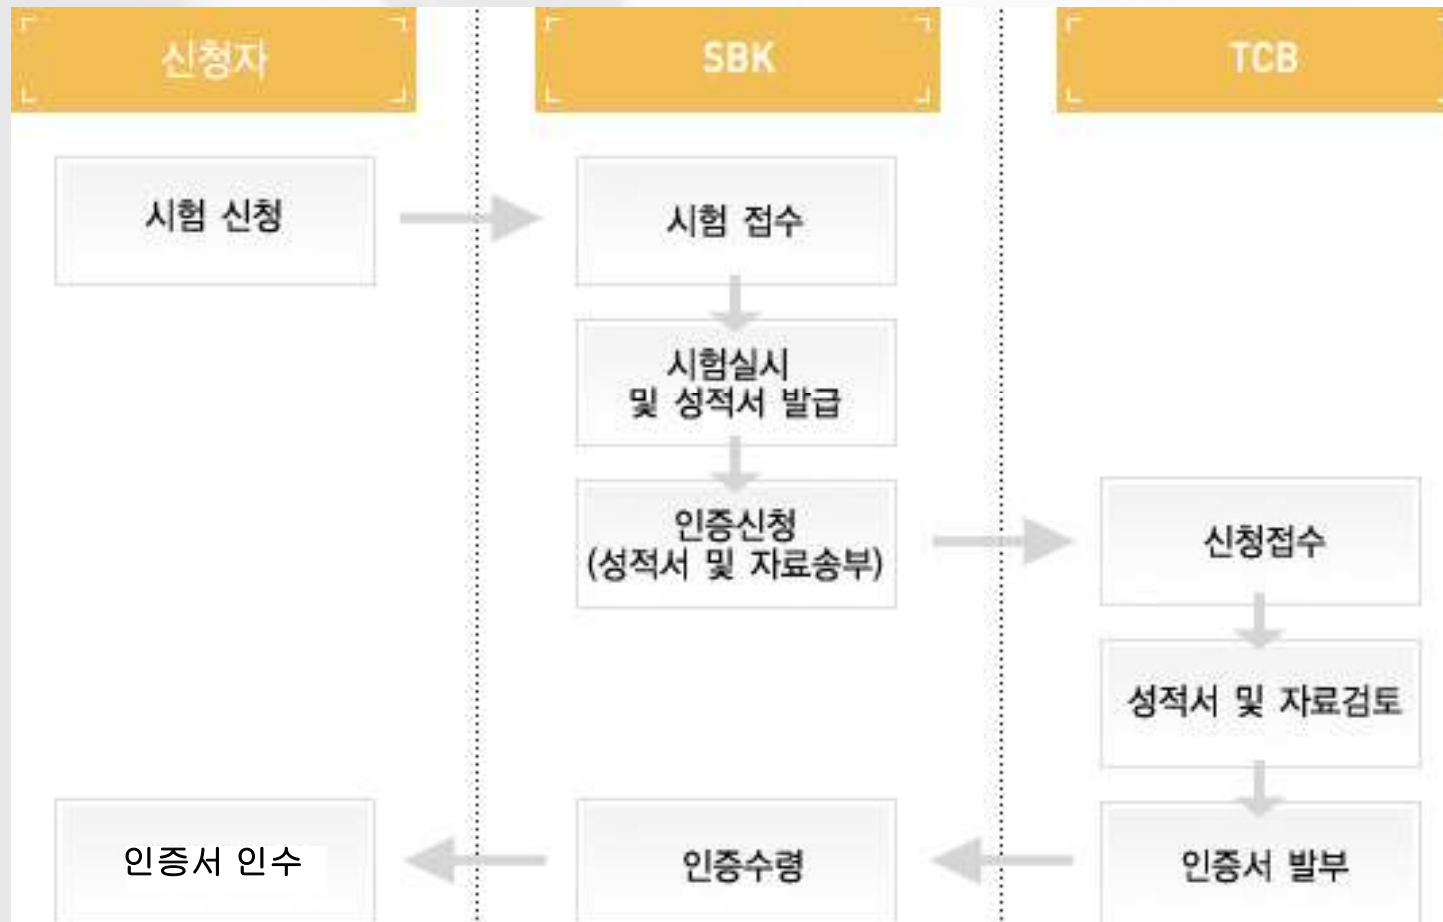 신청자
SBK
TCB
시험 신청
시험 접수
시험실시
및 성적서 발급
인증신청
(성적서 및 자료송부)
신청접수
성적서 및 자료검토
인증서 인수
인증수령
인증서 발부